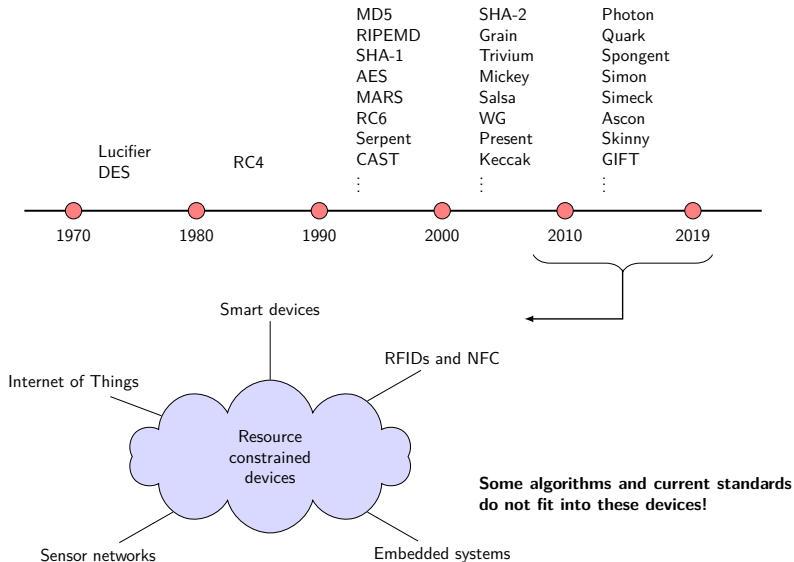 MD5
RIPEMD
SHA-1
AES
MARS
RC6
Serpent
CAST
⋮
SHA-2
Grain
Trivium
Mickey
Salsa
WG
Present
Keccak
⋮
Photon
Quark
Spongent
Simon
Simeck
Ascon
Skinny
GIFT
⋮
Lucifier
DES
RC4
1970
1980
1990
2000
2010
2019
Smart devices
RFIDs and NFC
Internet of Things
Resource
constrained
devices
Some algorithms and current standards
do not fit into these devices!
Sensor networks
Embedded systems